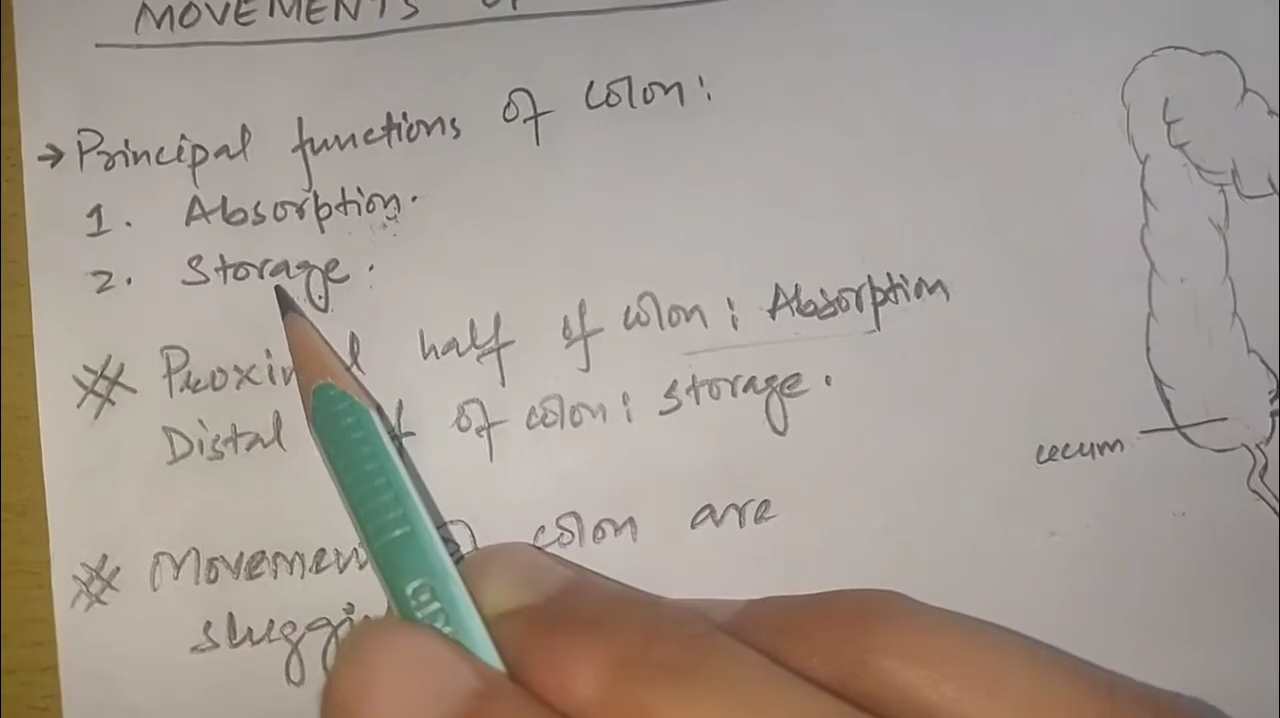 MOVEMENTS
→ Principal functions of colon:
1. Absorption.
2. Storage.
half of colon: Absorption
Distal of colon: storage.
colon are
cecum